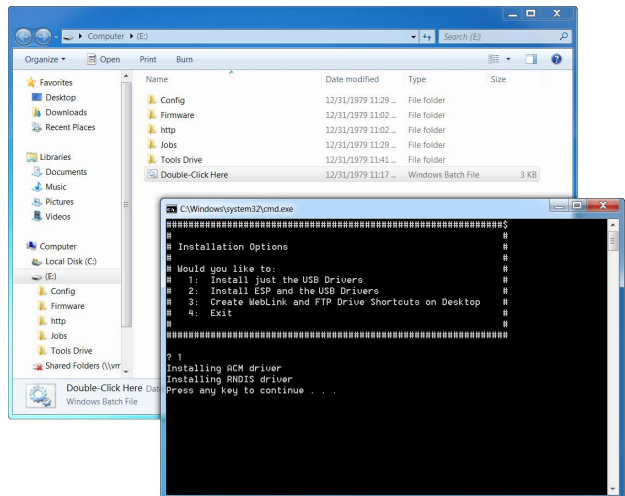 Computer (E:)
Search (E:)
Organize Open Print Burn
Favorites
Desktop
Downloads
Recent Places
Libraries
Documents
Music
Pictures
Videos
Computer
Local Disk (C:)
(E:)
Config
Firmware
http
Jobs
Tools Drive
Shared Folders (\\vm
Name Date modified Type Size
Config 12/31/1979 11:29 ... File folder
Firmware 12/31/1979 11:02 ... File folder
http 12/31/1979 11:02 ... File folder
Jobs 12/31/1979 11:29 ... File folder
Tools Drive 12/31/1979 11:41 ... File folder
Double-Click Here 12/31/1979 11:17 ... Windows Batch File 3 KB
Double-Click Here Dat
Windows Batch File
C:\Windows\system32\cmd.exe
##################################################$
# #
# Installation Options #
# #
# Would you like to: #
# 1: Install just the USB Drivers #
# 2: Install ESP and the USB Drivers #
# 3: Create WebLink and FTP Drive Shortcuts on Desktop #
# 4: Exit #
# #
##################################################
? 1
Installing ACM driver
Installing RNDIS driver
Press any key to continue . . .